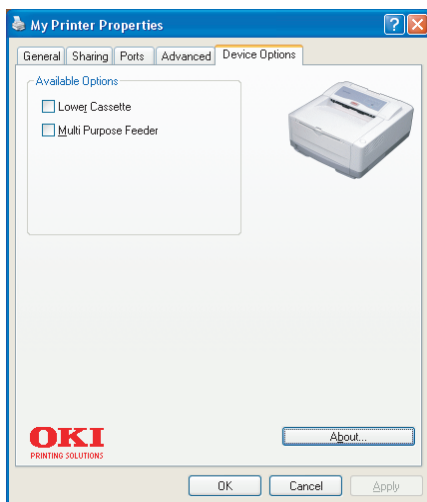 My Printer Properties
General Sharing Ports Advanced Device Options
Available Options
Lower Cassette
Multi Purpose Feeder
OKI
PRINTING SOLUTIONS
About...
OK Cancel Apply